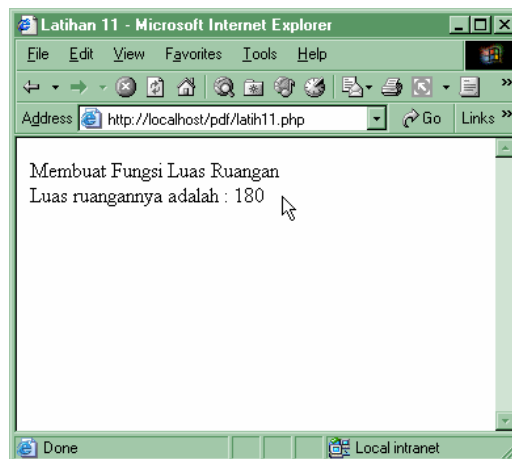 Latihan 11 - Microsoft Internet Explorer
File Edit View Favorites Tools Help
Address http://localhost/pdf/latih11.php Go Links »
Membuat Fungsi Luas Ruangan
Luas ruangannya adalah : 180
Done Local intranet